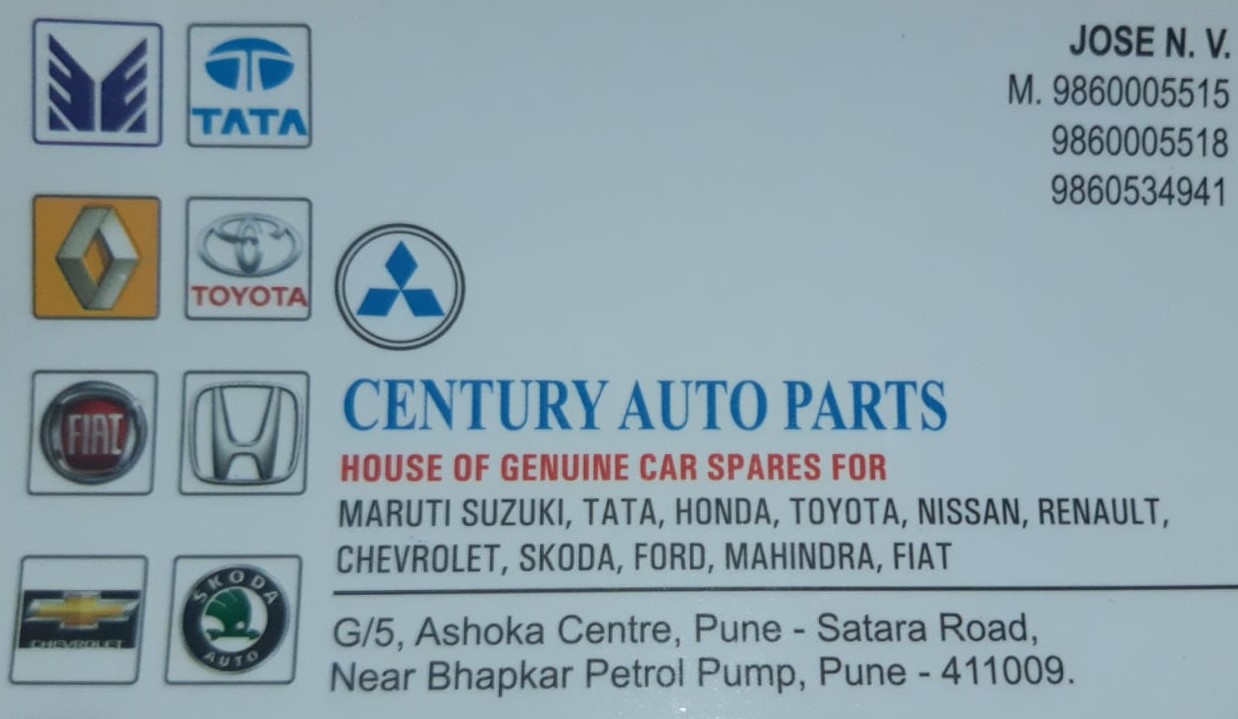 TATA
TOYOTA
FIAT
CHEVROLET
SKODA
AUTO
JOSE N. V.
M. 9860005515
9860005518
9860534941
CENTURY AUTO PARTS
HOUSE OF GENUINE CAR SPARES FOR
MARUTI SUZUKI, TATA, HONDA, TOYOTA, NISSAN, RENAULT,
CHEVROLET, SKODA, FORD, MAHINDRA, FIAT
G/5, Ashoka Centre, Pune - Satara Road,
Near Bhapkar Petrol Pump, Pune - 411009.